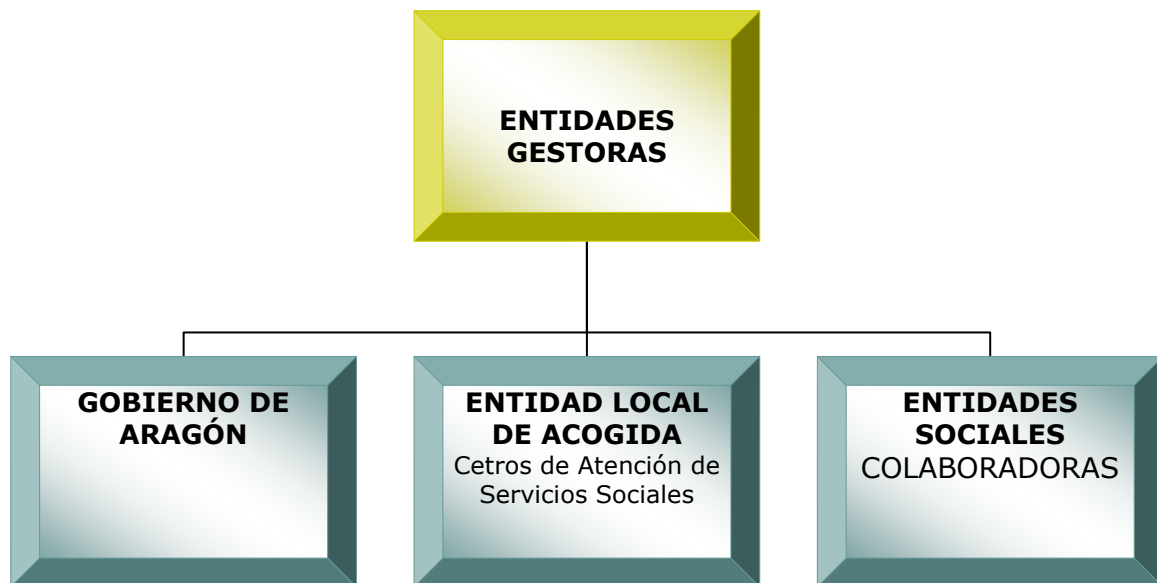 ENTIDADES
GESTORAS
GOBIERNO DE
ARAGÓN
ENTIDAD LOCAL
DE ACOGIDA
Cetros de Atención de
Servicios Sociales
ENTIDADES
SOCIALES
COLABORADORAS